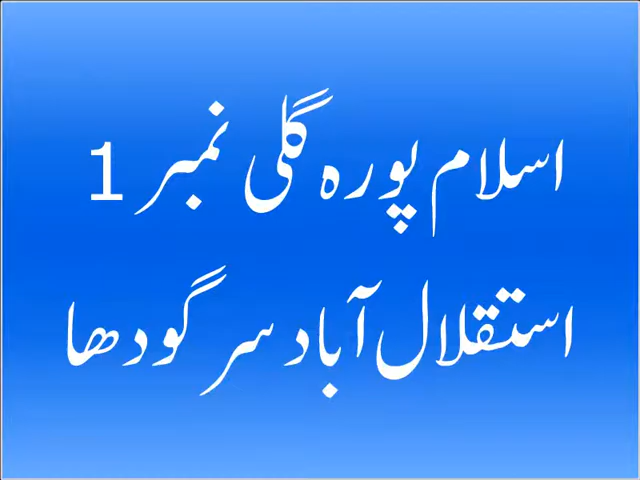 اسلام پورہ گلی نمبر 1
استقلال آباد سرگودھا